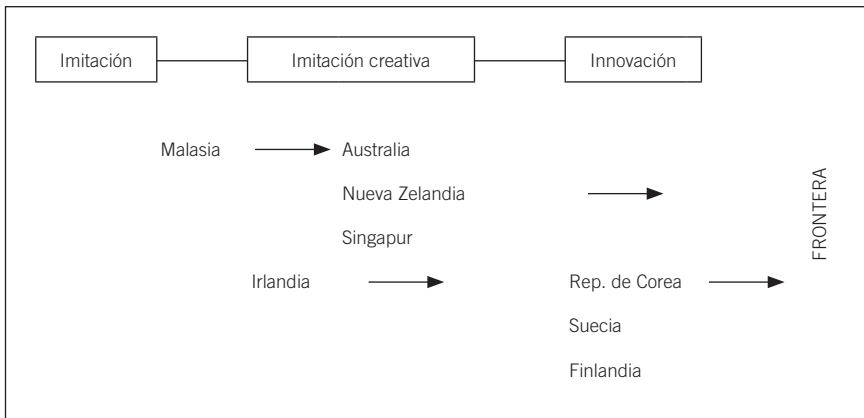 Imitación Imitación creativa Innovación
Malasia Australia
Nueva Zelandia
Singapur
Irlandia Rep. de Corea
Suecia
Finlandia
FRONTERA